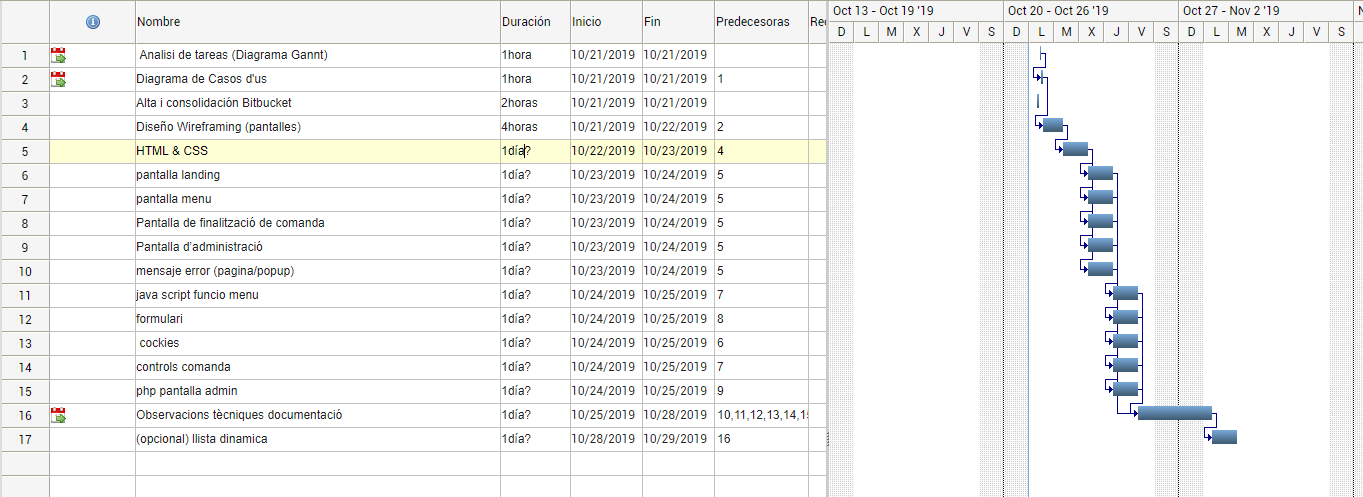 Nombre Duración Inicio Fin Predecesoras Rec Oct 13 - Oct 19 '19 Oct 20 - Oct 26 '19 Oct 27 - Nov 2 '19
D L M X J V S D L M X J V S D L M X J V S
1 Analisi de tareas (Diagrama Gannt) 1hora 10/21/2019 10/21/2019
2 Diagrama de Casos d'us 1hora 10/21/2019 10/21/2019 1
3 Alta i consolidación Bitbucket 2horas 10/21/2019 10/21/2019
4 Diseño Wireframing (pantalles) 4horas 10/21/2019 10/22/2019 2
5 HTML & CSS 1día? 10/22/2019 10/23/2019 4
6 pantalla landing 1día? 10/23/2019 10/24/2019 5
7 pantalla menu 1día? 10/23/2019 10/24/2019 5
8 Pantalla de finalització de comanda 1día? 10/23/2019 10/24/2019 5
9 Pantalla d'administració 1día? 10/23/2019 10/24/2019 5
10 mensaje error (pagina/popup) 1día? 10/23/2019 10/24/2019 5
11 java script funcio menu 1día? 10/24/2019 10/25/2019 7
12 formulari 1día? 10/24/2019 10/25/2019 8
13 cockies 1día? 10/24/2019 10/25/2019 6
14 controls comanda 1día? 10/24/2019 10/25/2019 7
15 php pantalla admin 1día? 10/24/2019 10/25/2019 9
16 Observacions tècniques documentació 1día? 10/25/2019 10/28/2019 10,11,12,13,14,15
17 (opcional) llista dinamica 1día? 10/28/2019 10/29/2019 16